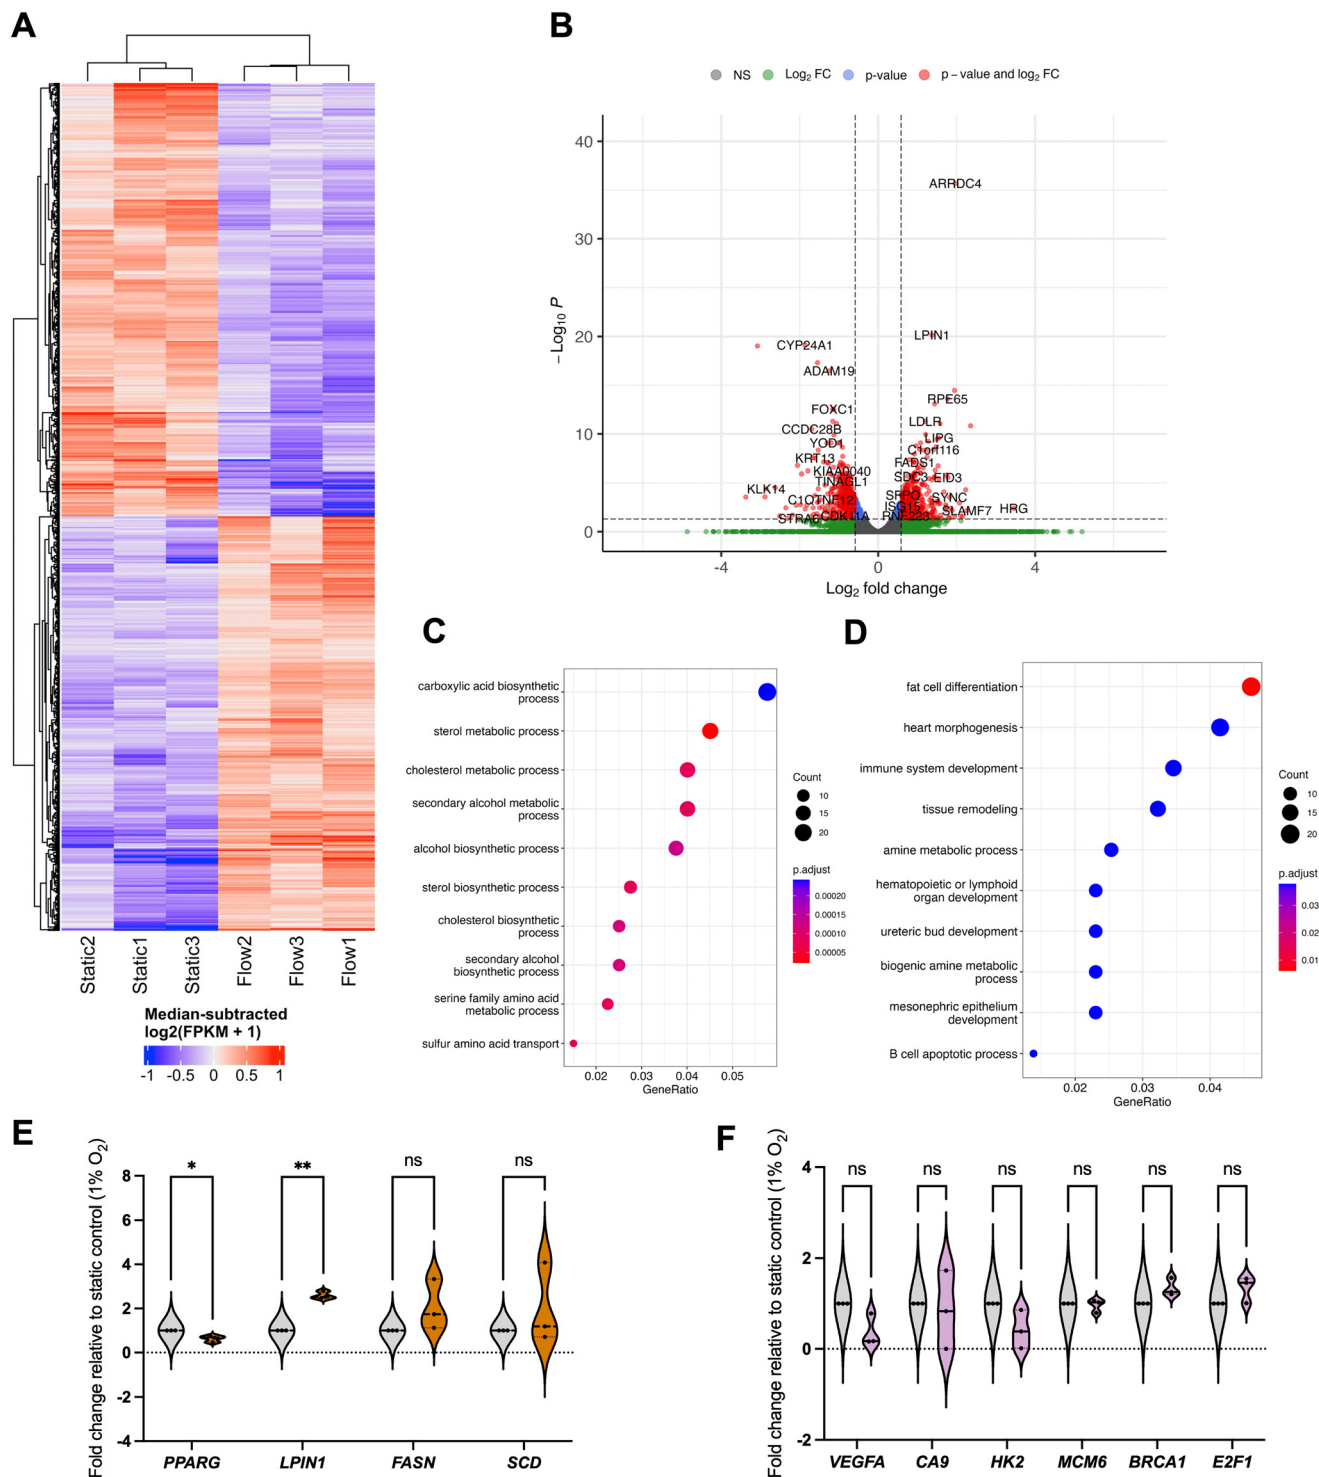 A
Static2
Static1
Static3
Flow2
Flow3
Flow1
Median-subtracted
log2(FPKM + 1)
-1 -0.5 0 0.5 1
B
NS Log₂ FC p-value p − value and log₂ FC
−Log₁₀ P
40
30
20
10
0
ARRDC4
LPIN1
CYP24A1
ADAM19
RPE65
FOXC1
LDLR
CCDC28B
LIPG
YOD1
C1orf116
KRT13
FADS1
KIAA0040
SDC3
EID3
TINAGL1
KLK14
SFPQ
SYNC
C1QTNF12
ISG15
HRG
SLAMF7
STRA6
CDK11A
RNF223
-4 0 4
Log₂ fold change
C
carboxylic acid biosynthetic
process
sterol metabolic process
cholesterol metabolic process
secondary alcohol metabolic
process
alcohol biosynthetic process
sterol biosynthetic process
cholesterol biosynthetic
process
secondary alcohol
biosynthetic process
serine family amino acid
metabolic process
sulfur amino acid transport
0.02 0.03 0.04 0.05
GeneRatio
Count
10
15
20
p.adjust
0.00020
0.00015
0.00010
0.00005
D
fat cell differentiation
heart morphogenesis
immune system development
tissue remodeling
amine metabolic process
hematopoietic or lymphoid
organ development
ureteric bud development
biogenic amine metabolic
process
mesonephric epithelium
development
B cell apoptotic process
0.02 0.03 0.04
GeneRatio
Count
10
15
20
p.adjust
0.03
0.02
0.01
E
Fold change relative to static control (1% O₂)
8
6
4
2
0
-2
-4
* ** ns ns
PPARG LPIN1 FASN SCD
F
Fold change relative to static control (1% O₂)
4
2
0
-2
ns ns ns ns ns ns
VEGFA CA9 HK2 MCM6 BRCA1 E2F1